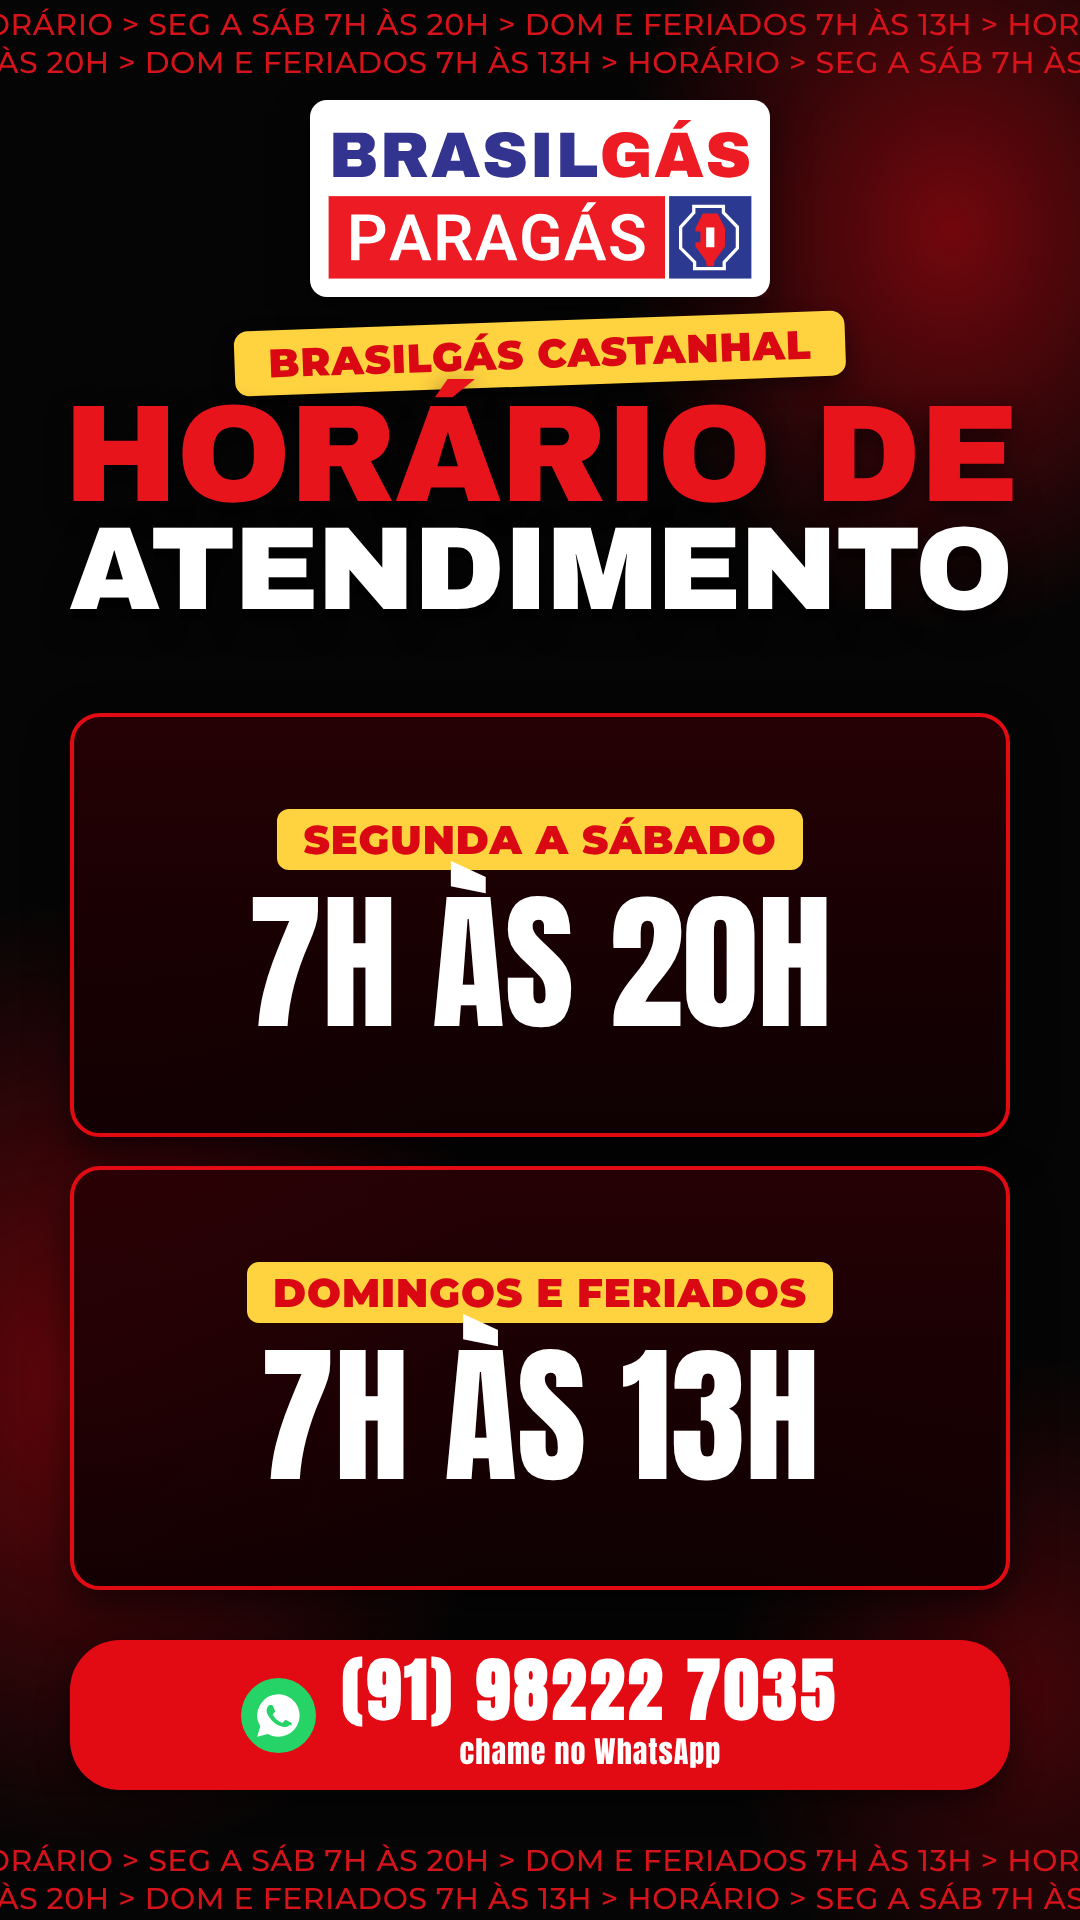 ORÁRIO > SEG A SÁB 7H ÀS 20H > DOM E FERIADOS 7H ÀS 13H > HOR
ÀS 20H > DOM E FERIADOS 7H ÀS 13H > HORÁRIO > SEG A SÁB 7H ÀS
BRASILGÁS
PARAGÁS
BRASILGÁS CASTANHAL
HORÁRIO DE
ATENDIMENTO
SEGUNDA A SÁBADO
7H ÀS 20H
DOMINGOS E FERIADOS
7H ÀS 13H
(91) 98222 7035
chame no WhatsApp
ORÁRIO > SEG A SÁB 7H ÀS 20H > DOM E FERIADOS 7H ÀS 13H > HOR
ÀS 20H > DOM E FERIADOS 7H ÀS 13H > HORÁRIO > SEG A SÁB 7H ÀS